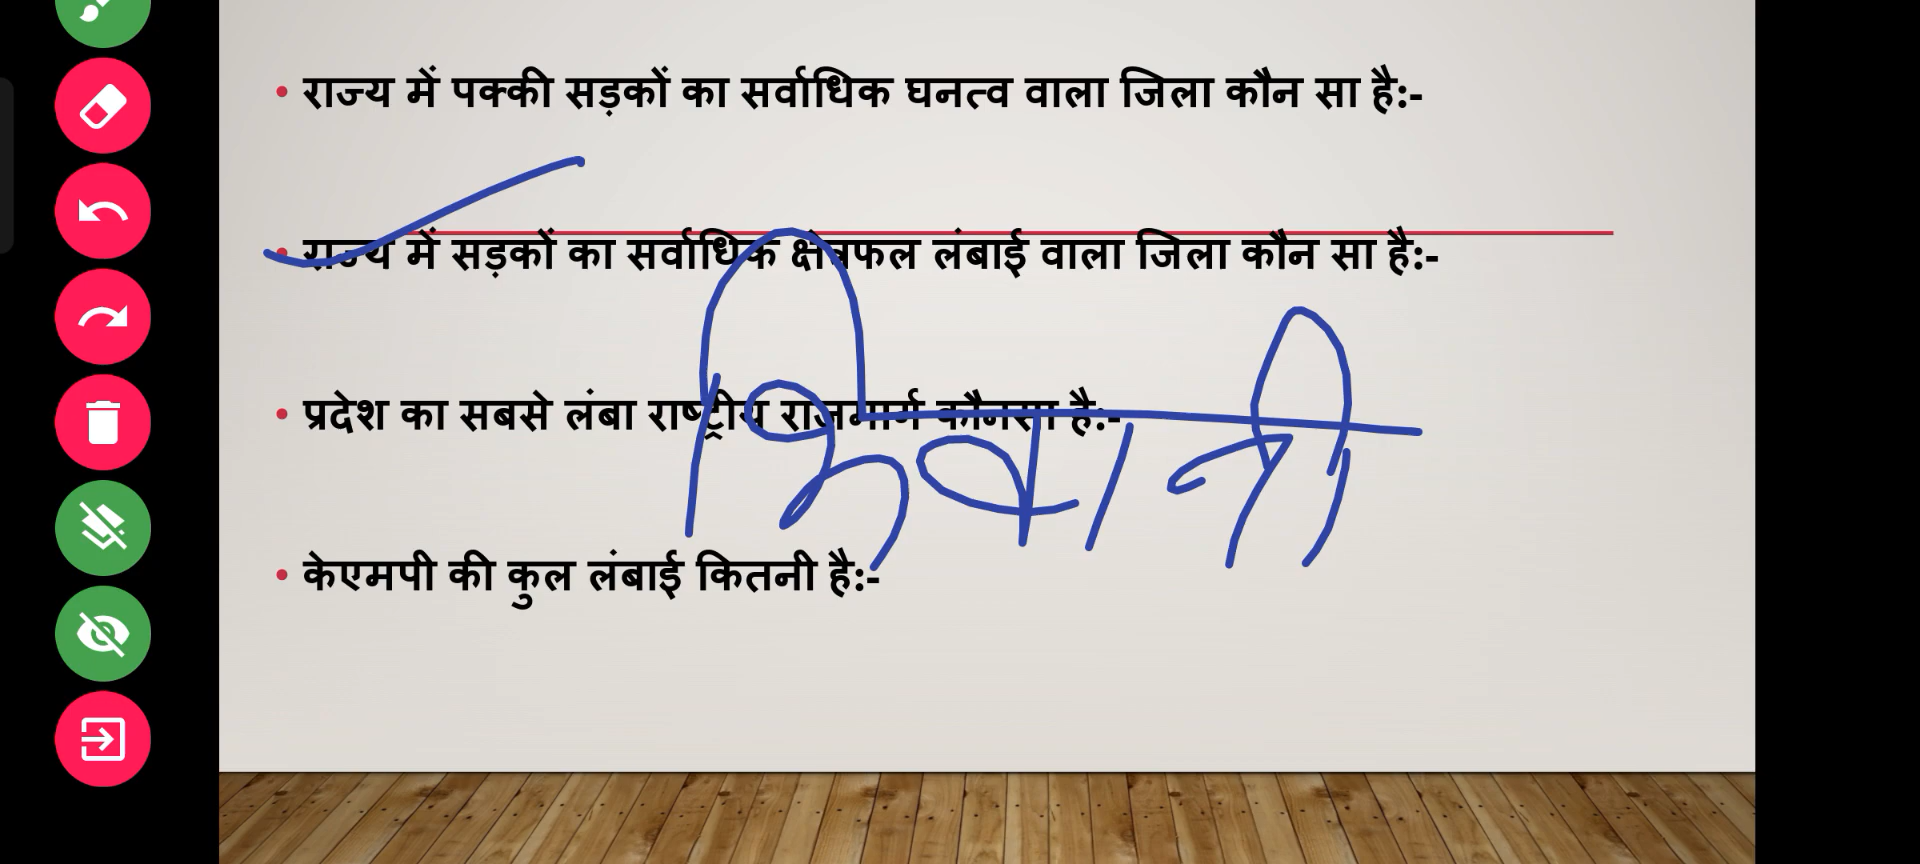 राज्य में पक्की सड़कों का सर्वाधिक घनत्व वाला जिला कौन सा है:-
राज्य में सड़कों का सर्वाधिक क्षेत्रफल लंबाई वाला जिला कौन सा है:-
प्रदेश का सबसे लंबा राष्ट्रीय राजमार्ग कौनसा है:-
भिवानी
केएमपी की कुल लंबाई कितनी है:-